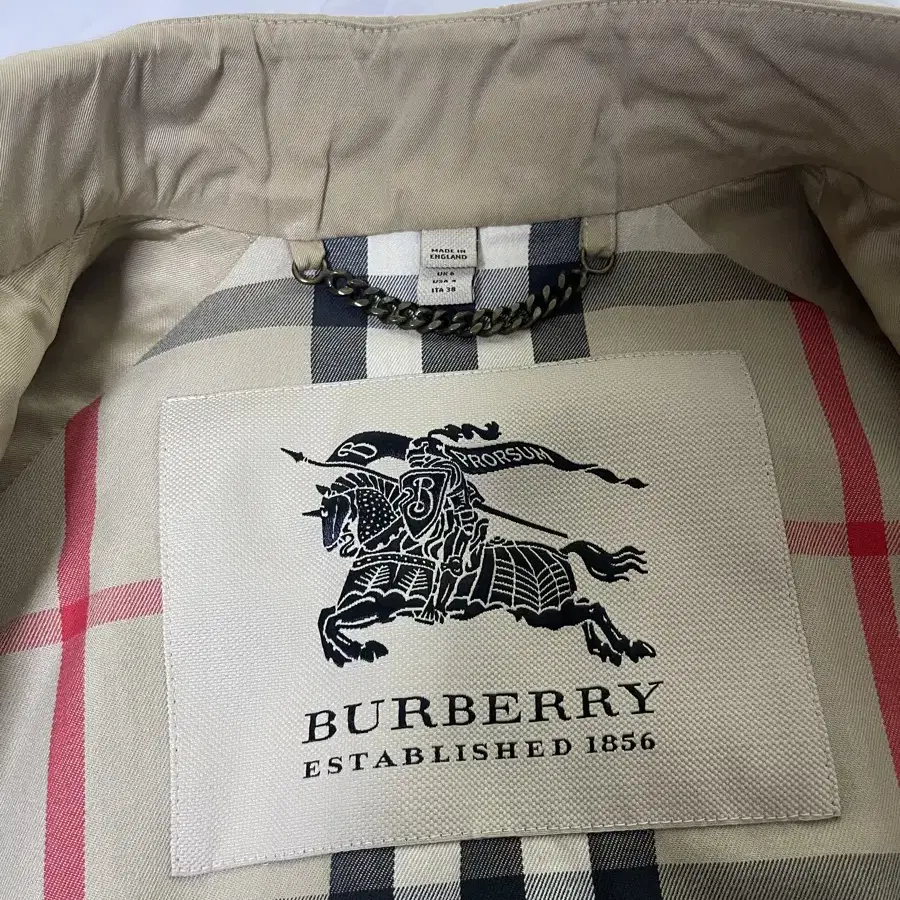 MADE IN
ENGLAND
UK 6
USA 4
ITA 38
B PRORSUM
B
BURBERRY
ESTABLISHED 1856